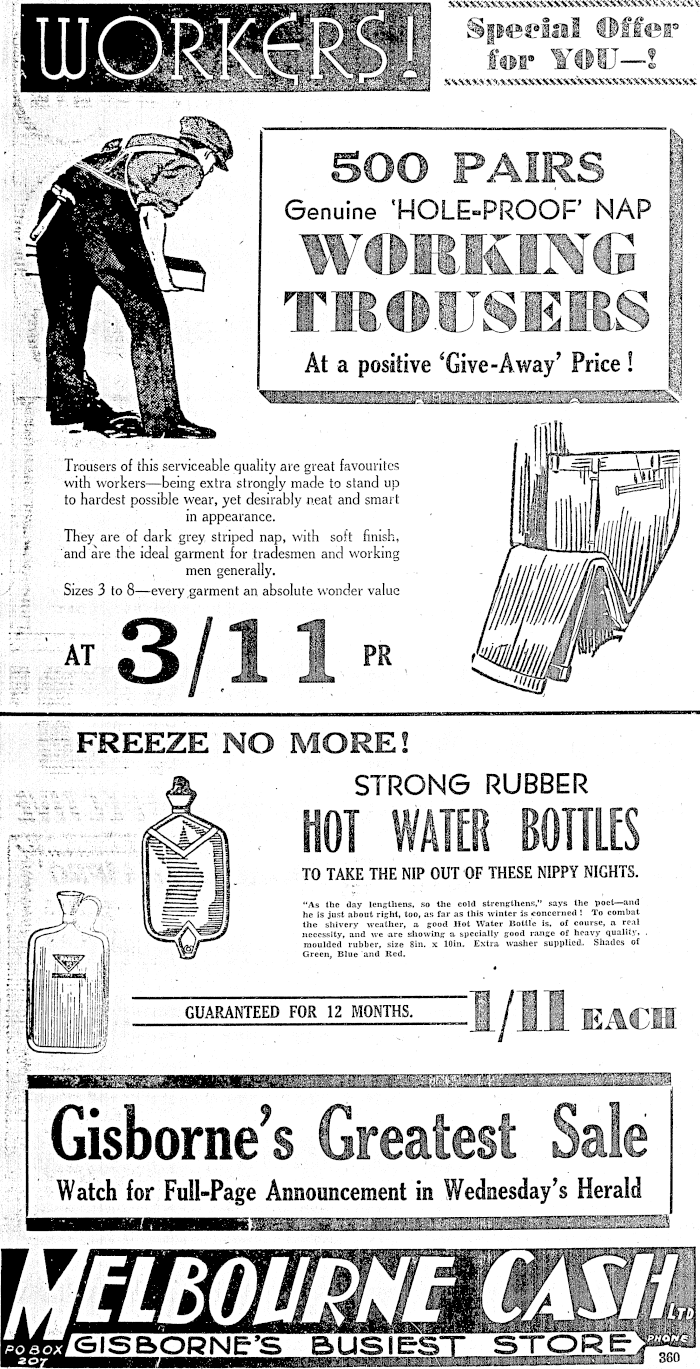 WORKERS!
Special Offer
for YOU—!
500 PAIRS
Genuine 'HOLE-PROOF' NAP
WORKING
TROUSERS
At a positive 'Give-Away' Price!
Trousers of this serviceable quality are great favourites
with workers—being extra strongly made to stand up
to hardest possible wear, yet desirably neat and smart
in appearance.
They are of dark grey striped nap, with soft finish,
and are the ideal garment for tradesmen and working
men generally.
Sizes 3 to 8—every garment an absolute wonder value
AT 3/11 PR
FREEZE NO MORE!
STRONG RUBBER
HOT WATER BOTTLES
TO TAKE THE NIP OUT OF THESE NIPPY NIGHTS.
"As the day lengthens, so the cold strengthens," says the poet—and
he is just about right, too, as far as this winter is concerned! To combat
the shivery weather, a good Hot Water Bottle is, of course, a real
necessity, and we are showing a specially good range of heavy quality,
moulded rubber, size 8in. x 10in. Extra washer supplied. Shades of
Green, Blue and Red.
GUARANTEED FOR 12 MONTHS.
1/11 EACH
Gisborne's Greatest Sale
Watch for Full-Page Announcement in Wednesday's Herald
MELBOURNE CASH LTD
PO BOX
207
GISBORNE'S BUSIEST STORE
PHONE
360